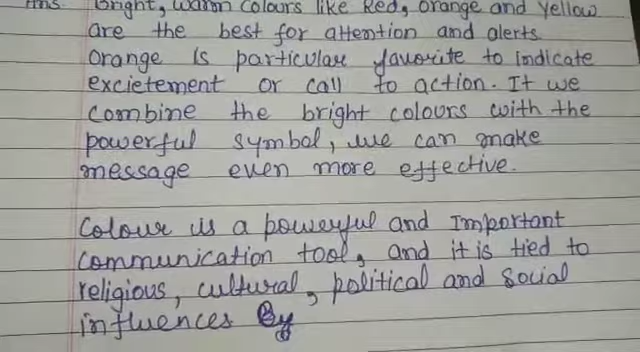 Ans. Bright, warm colours like Red, orange and yellow
are the best for attention and alerts
orange is particular favorite to indicate
excietement or call to action. It we
combine the bright colours with the
powerful symbol, we can make
message even more effective.
Colour is a powerful and Important
communication tool, and it is tied to
religious, cultural, political and social
influences By